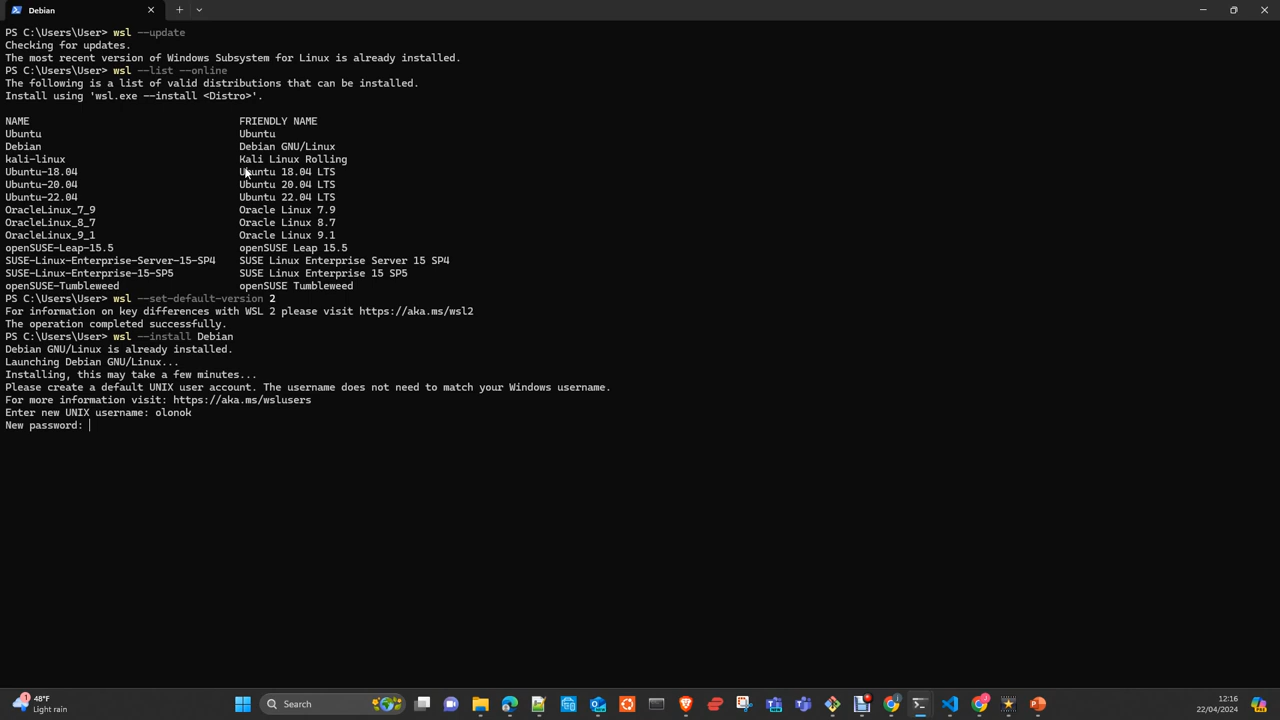 Debian
PS C:\Users\User> wsl --update
Checking for updates.
The most recent version of Windows Subsystem for Linux is already installed.
PS C:\Users\User> wsl --list --online
The following is a list of valid distributions that can be installed.
Install using 'wsl.exe --install <Distro>'.
NAME FRIENDLY NAME
Ubuntu Ubuntu
Debian Debian GNU/Linux
kali-linux Kali Linux Rolling
Ubuntu-18.04 Ubuntu 18.04 LTS
Ubuntu-20.04 Ubuntu 20.04 LTS
Ubuntu-22.04 Ubuntu 22.04 LTS
OracleLinux_7_9 Oracle Linux 7.9
OracleLinux_8_7 Oracle Linux 8.7
OracleLinux_9_1 Oracle Linux 9.1
openSUSE-Leap-15.5 openSUSE Leap 15.5
SUSE-Linux-Enterprise-Server-15-SP4 SUSE Linux Enterprise Server 15 SP4
SUSE-Linux-Enterprise-15-SP5 SUSE Linux Enterprise 15 SP5
openSUSE-Tumbleweed openSUSE Tumbleweed
PS C:\Users\User> wsl --set-default-version 2
For information on key differences with WSL 2 please visit https://aka.ms/wsl2
The operation completed successfully.
PS C:\Users\User> wsl --install Debian
Debian GNU/Linux is already installed.
Launching Debian GNU/Linux...
Installing, this may take a few minutes...
Please create a default UNIX user account. The username does not need to match your Windows username.
For more information visit: https://aka.ms/wslusers
Enter new UNIX username: olonok
New password:
1
48°F
Light rain
Search
12:16
22/04/2024